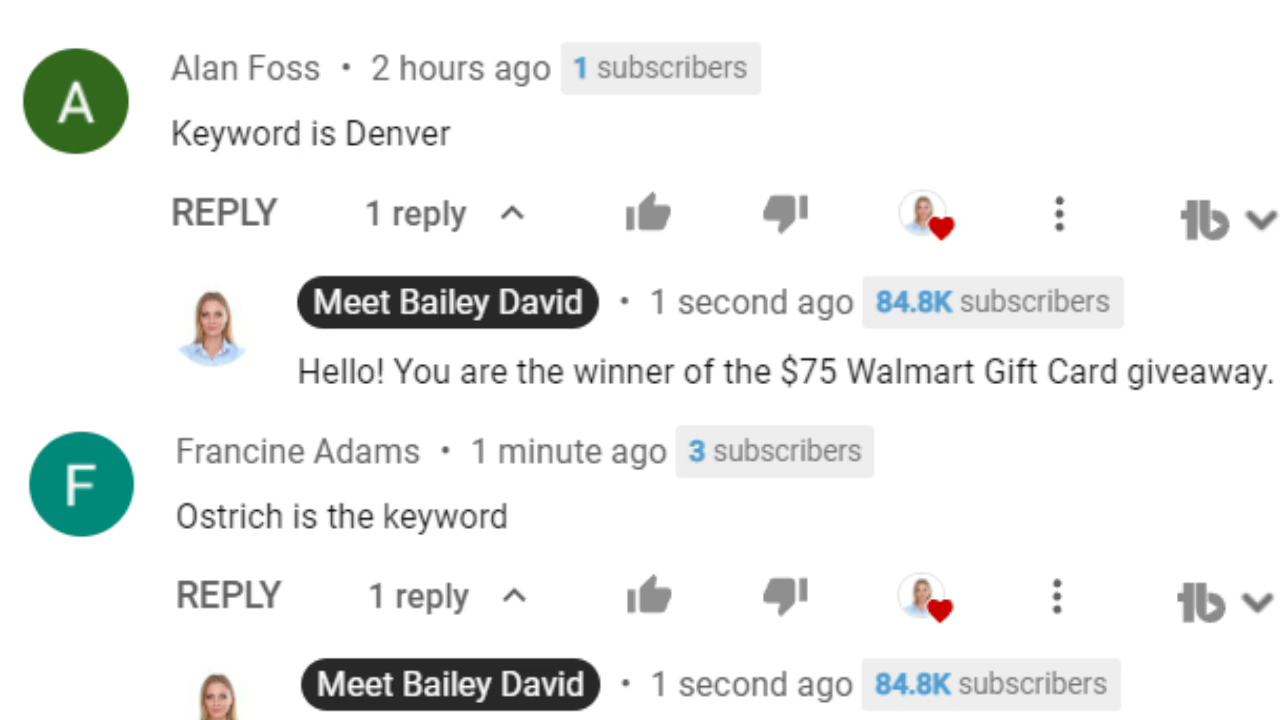 A
Alan Foss • 2 hours ago 1 subscribers
Keyword is Denver
REPLY 1 reply
tb
Meet Bailey David • 1 second ago 84.8K subscribers
Hello! You are the winner of the $75 Walmart Gift Card giveaway.
F
Francine Adams • 1 minute ago 3 subscribers
Ostrich is the keyword
REPLY 1 reply
tb
Meet Bailey David • 1 second ago 84.8K subscribers